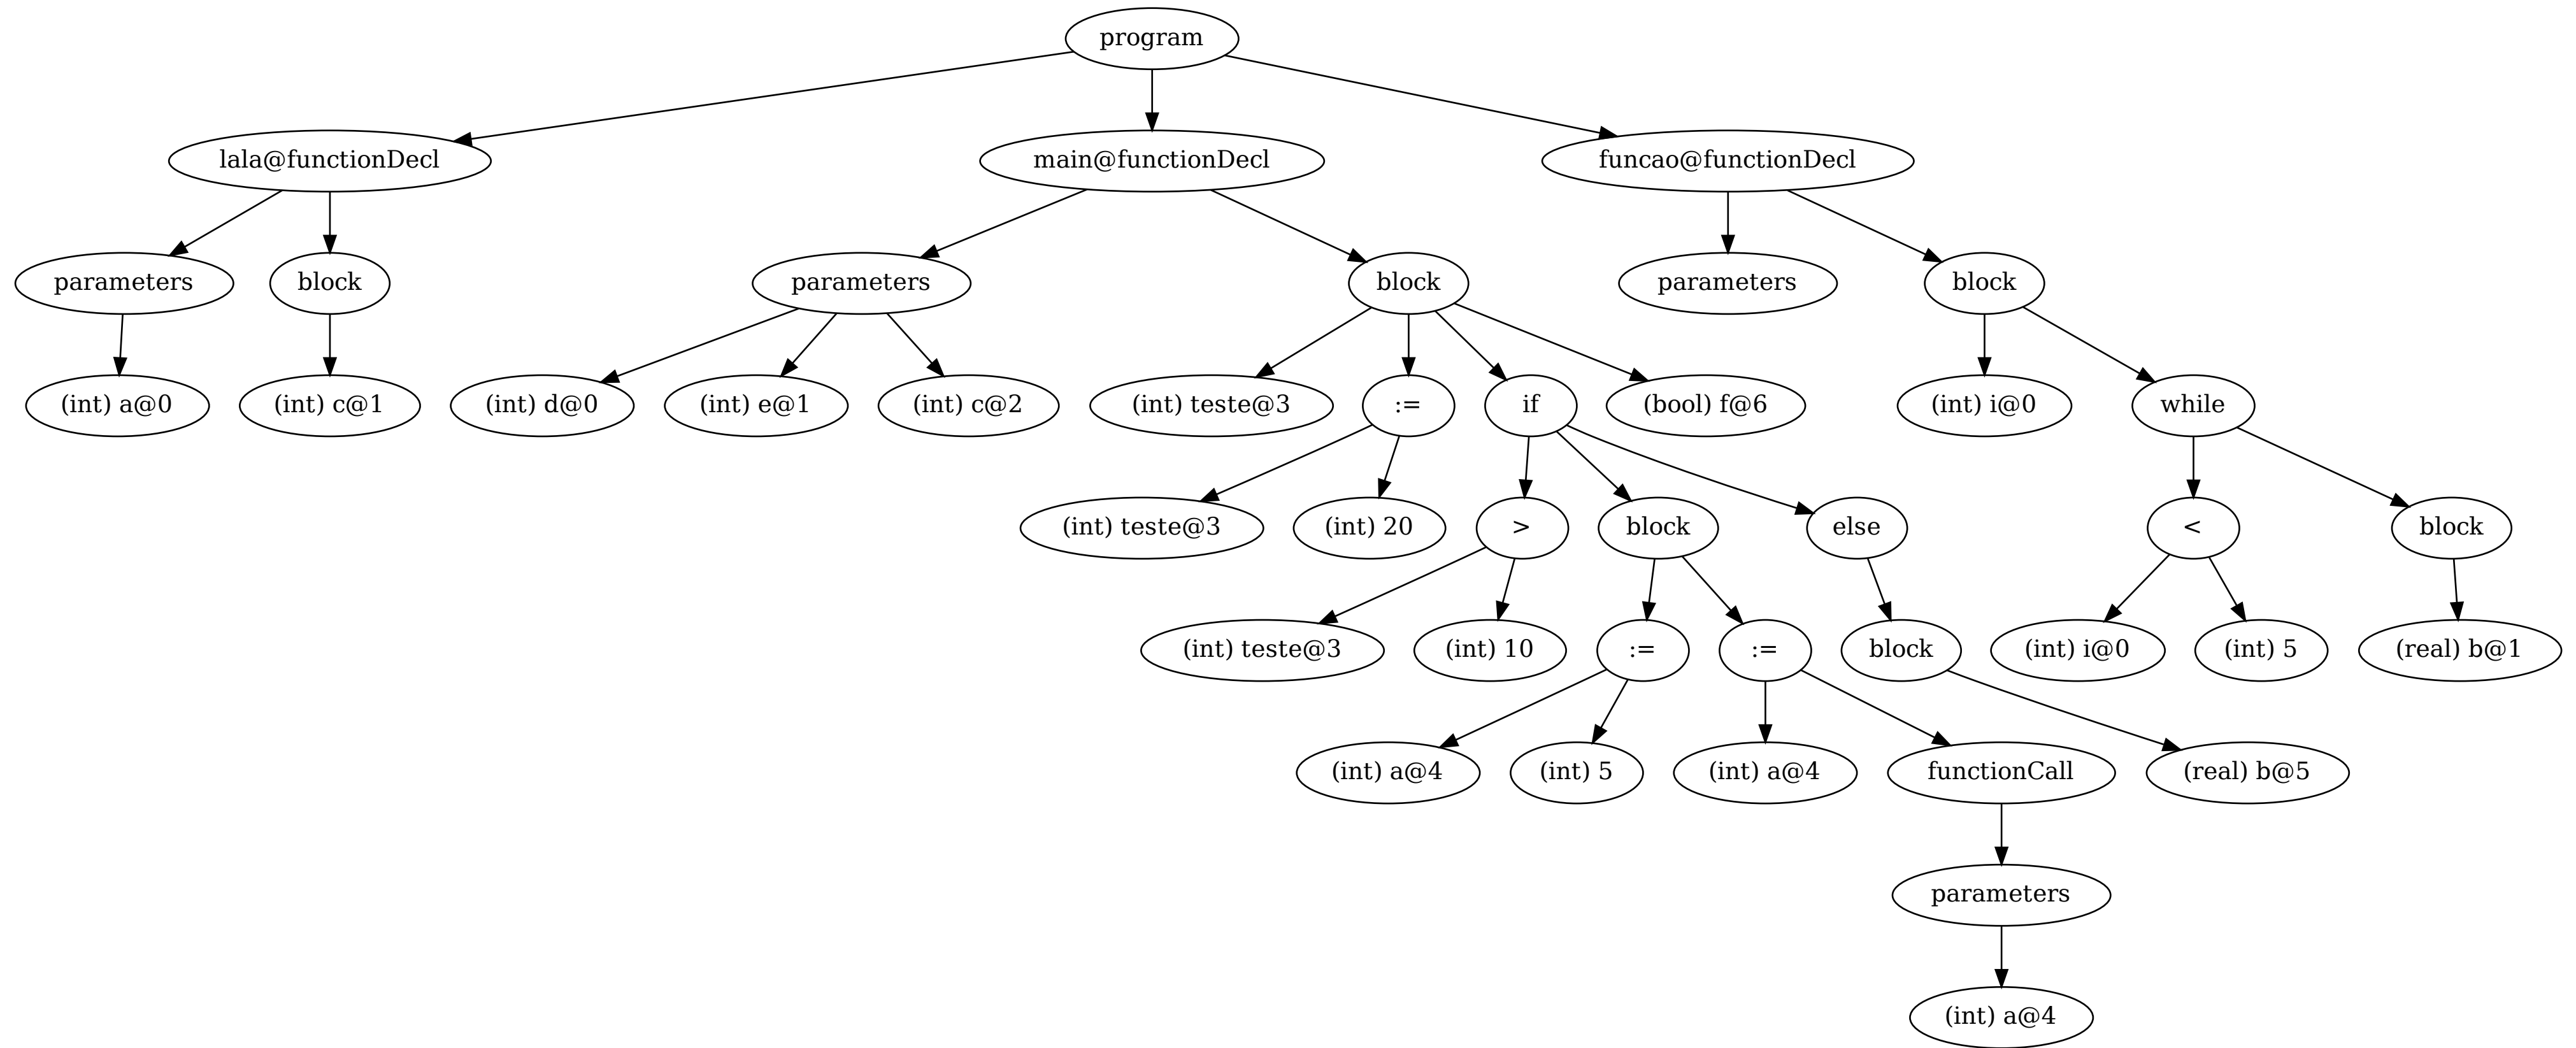 program
lala@functionDecl
main@functionDecl
funcao@functionDecl
parameters
block
parameters
block
parameters
block
(int) a@0
(int) c@1
(int) d@0
(int) e@1
(int) c@2
(int) teste@3
:=
if
(bool) f@6
(int) i@0
while
(int) teste@3
(int) 20
>
block
else
<
block
(int) teste@3
(int) 10
:=
:=
block
(int) i@0
(int) 5
(real) b@1
(int) a@4
(int) 5
(int) a@4
functionCall
(real) b@5
parameters
(int) a@4